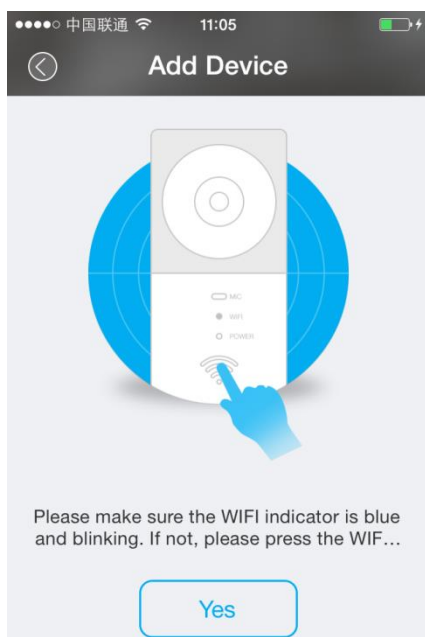 中国联通 11:05
Add Device
MIC
WIFI
POWER
Please make sure the WIFI indicator is blue
and blinking. If not, please press the WIF...
Yes